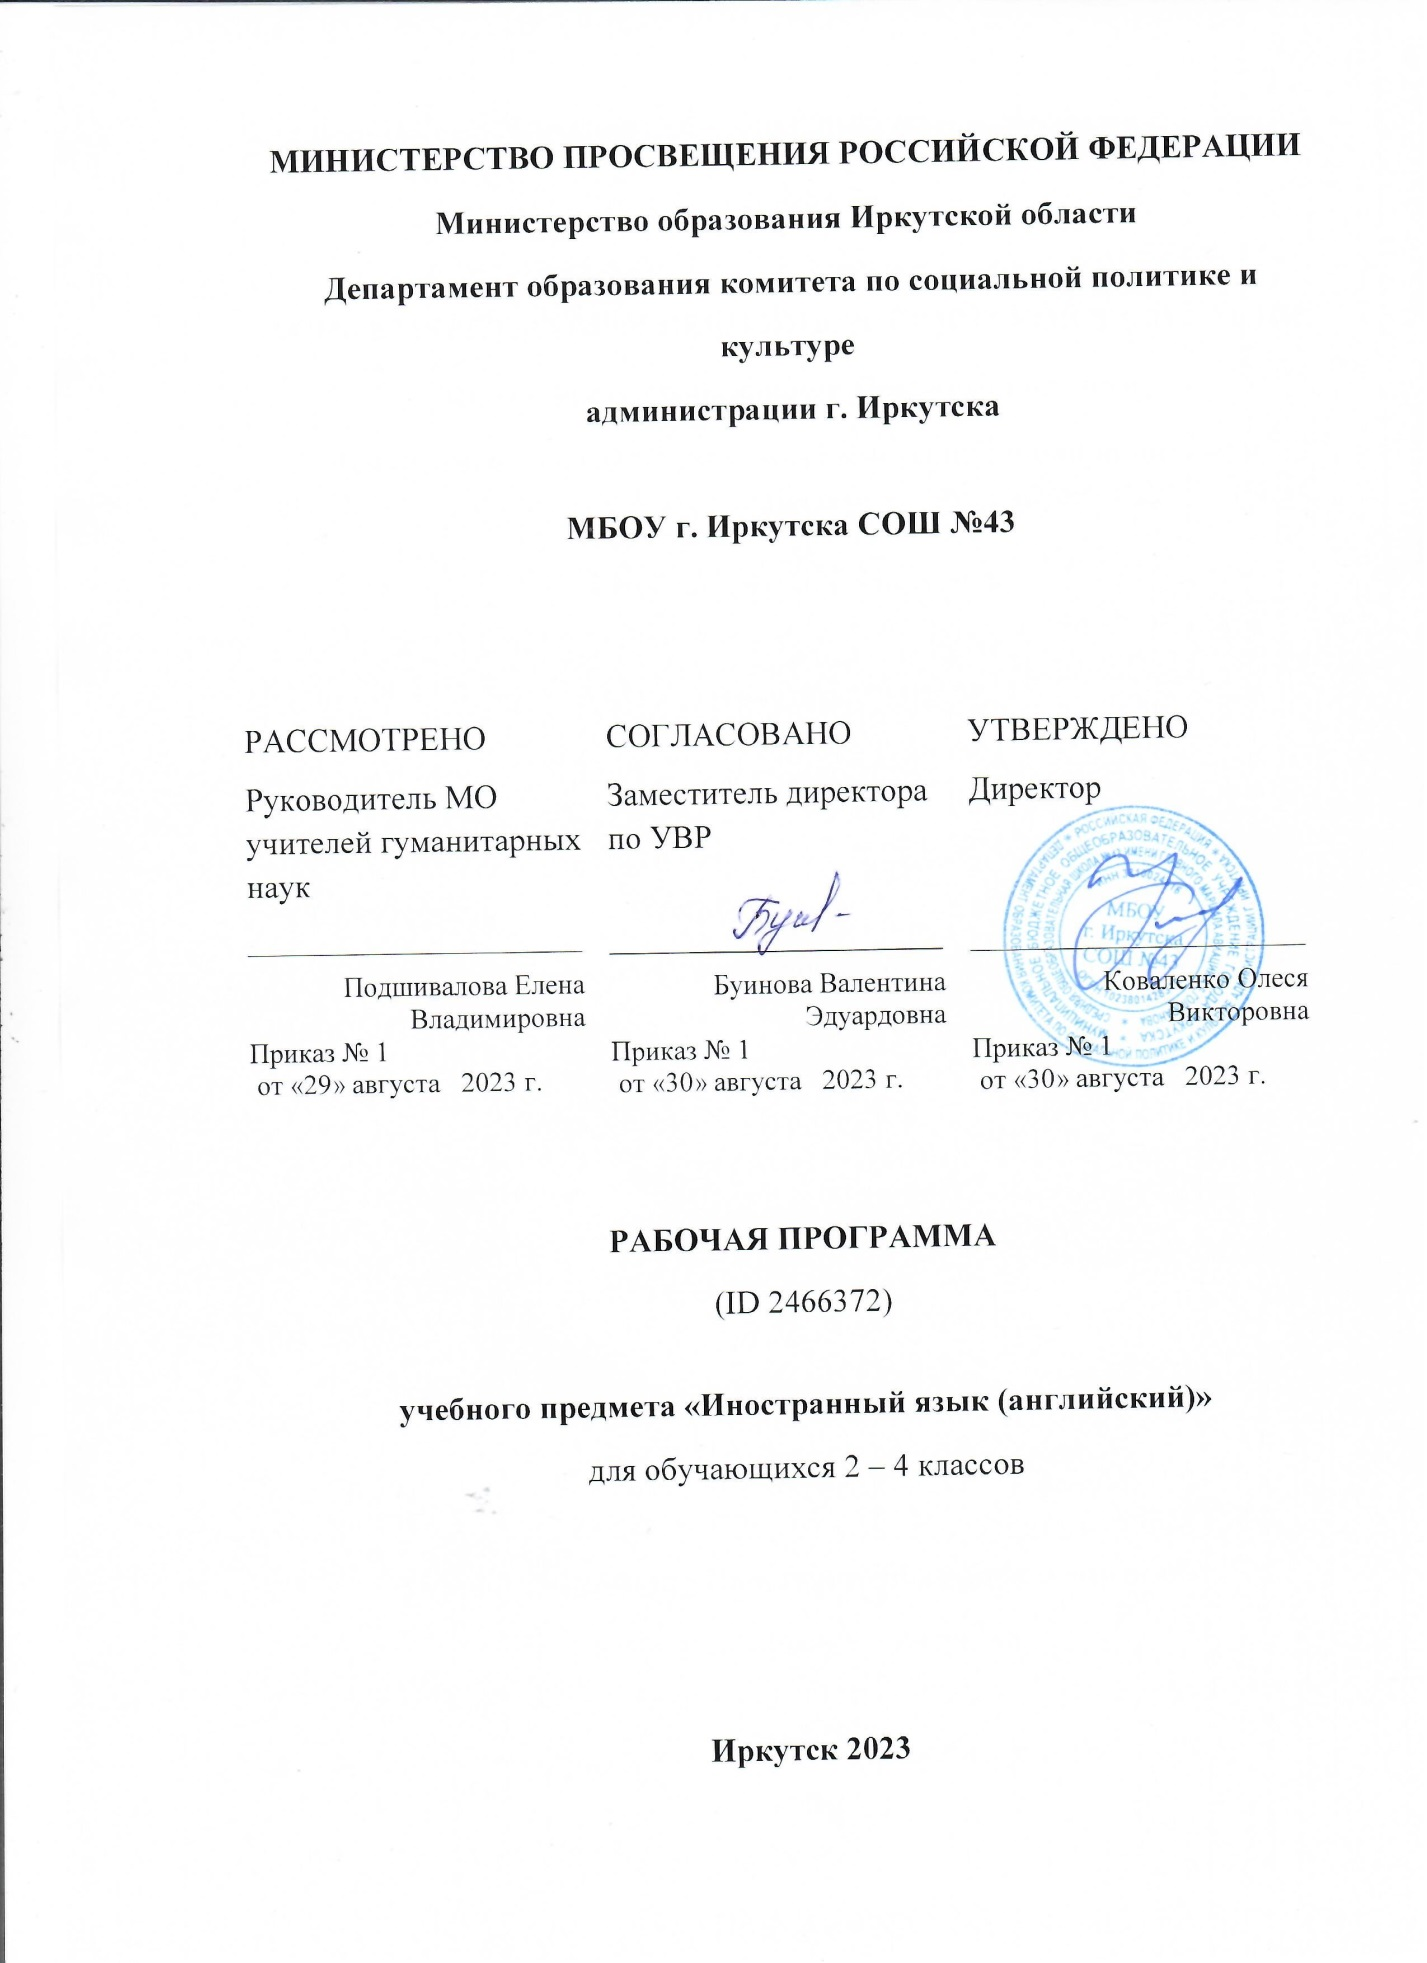 МИНИСТЕРСТВО ПРОСВЕЩЕНИЯ РОССИЙСКОЙ ФЕДЕРАЦИИ
Министерство образования Иркутской области
Департамент образования комитета по социальной политике и
культуре
администрации г. Иркутска
МБОУ г. Иркутска СОШ №43
РАССМОТРЕНО
Руководитель МО
учителей гуманитарных
наук
Подшивалова Елена
Владимировна
Приказ № 1
от «29» августа 2023 г.
СОГЛАСОВАНО
Заместитель директора
по УВР
Буинова Валентина
Эдуардовна
Приказ № 1
от «30» августа 2023 г.
УТВЕРЖДЕНО
Директор
МБОУ
г. Иркутска
СОШ №43
Коваленко Олеся
Викторовна
Приказ № 1
от «30» августа 2023 г.
РАБОЧАЯ ПРОГРАММА
(ID 2466372)
учебного предмета «Иностранный язык (английский)»
для обучающихся 2 – 4 классов
Иркутск 2023